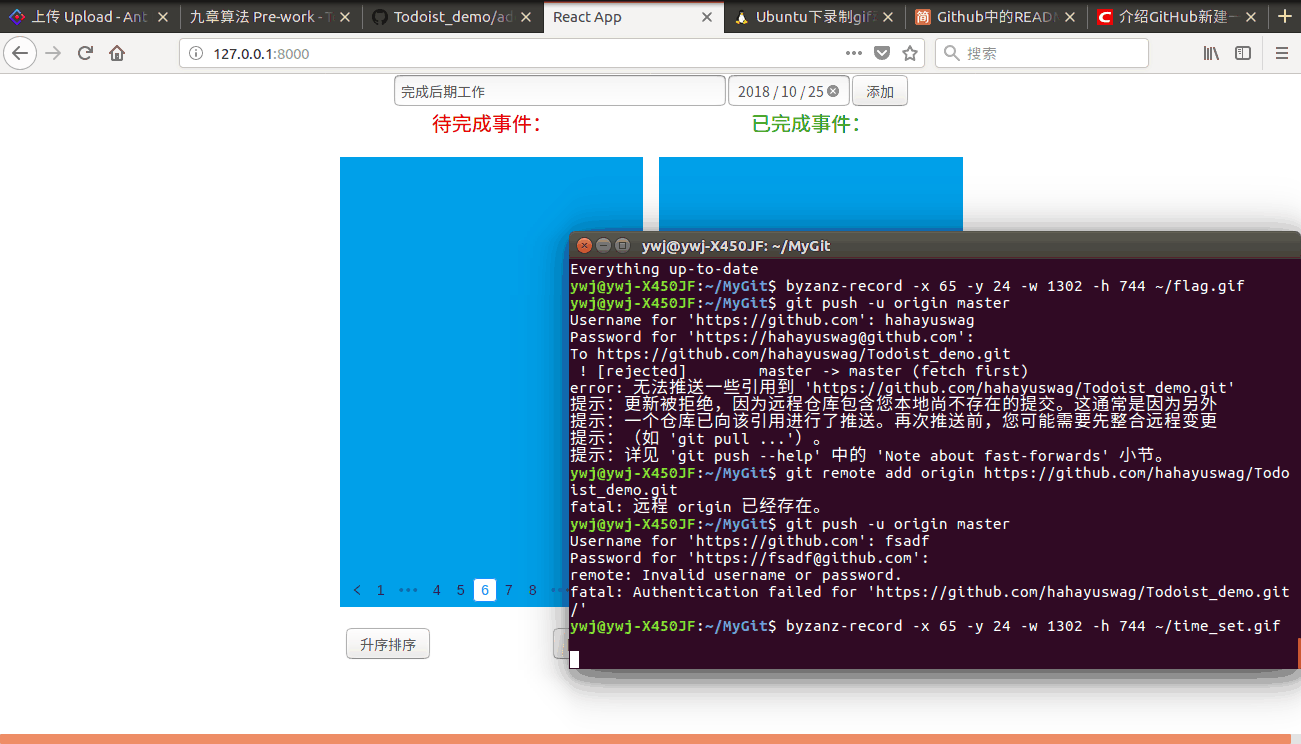 上传 Upload - Ant
九章算法 Pre-work - T
Todoist_demo/ad
React App
Ubuntu下录制gif
Github中的READ
介绍GitHub新建一
127.0.0.1:8000
搜索
完成后期工作
2018 / 10 / 25
添加
待完成事件：
已完成事件：
ywj@ywj-X450JF: ~/MyGit
Everything up-to-date
ywj@ywj-X450JF:~/MyGit$ byzanz-record -x 65 -y 24 -w 1302 -h 744 ~/flag.gif
ywj@ywj-X450JF:~/MyGit$ git push -u origin master
Username for 'https://github.com': hahayuswag
Password for 'https://hahayuswag@github.com':
To https://github.com/hahayuswag/Todoist_demo.git
! [rejected]        master -> master (fetch first)
error: 无法推送一些引用到 'https://github.com/hahayuswag/Todoist_demo.git'
提示：更新被拒绝，因为远程仓库包含您本地尚不存在的提交。这通常是因为另外
提示：一个仓库已向该引用进行了推送。再次推送前，您可能需要先整合远程变更
提示：（如 'git pull ...'）。
提示：详见 'git push --help' 中的 'Note about fast-forwards' 小节。
ywj@ywj-X450JF:~/MyGit$ git remote add origin https://github.com/hahayuswag/Todo
ist_demo.git
fatal: 远程 origin 已经存在。
ywj@ywj-X450JF:~/MyGit$ git push -u origin master
Username for 'https://github.com': fsadf
Password for 'https://fsadf@github.com':
remote: Invalid username or password.
fatal: Authentication failed for 'https://github.com/hahayuswag/Todoist_demo.git
/'
ywj@ywj-X450JF:~/MyGit$ byzanz-record -x 65 -y 24 -w 1302 -h 744 ~/time_set.gif
< 1 ••• 4 5 6 7 8 •••
升序排序